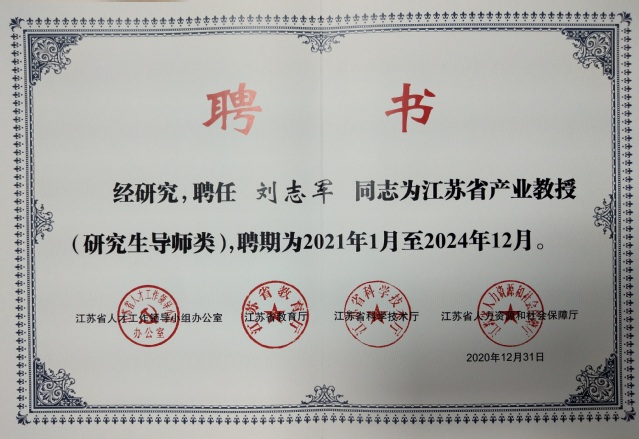 聘 书
经研究，聘任 刘志军 同志为江苏省产业教授
（研究生导师类），聘期为2021年1月至2024年12月。
江苏省人才工作领导小组办公室 江苏省教育厅 江苏省科学技术厅 江苏省人力资源和社会保障厅
2020年12月31日